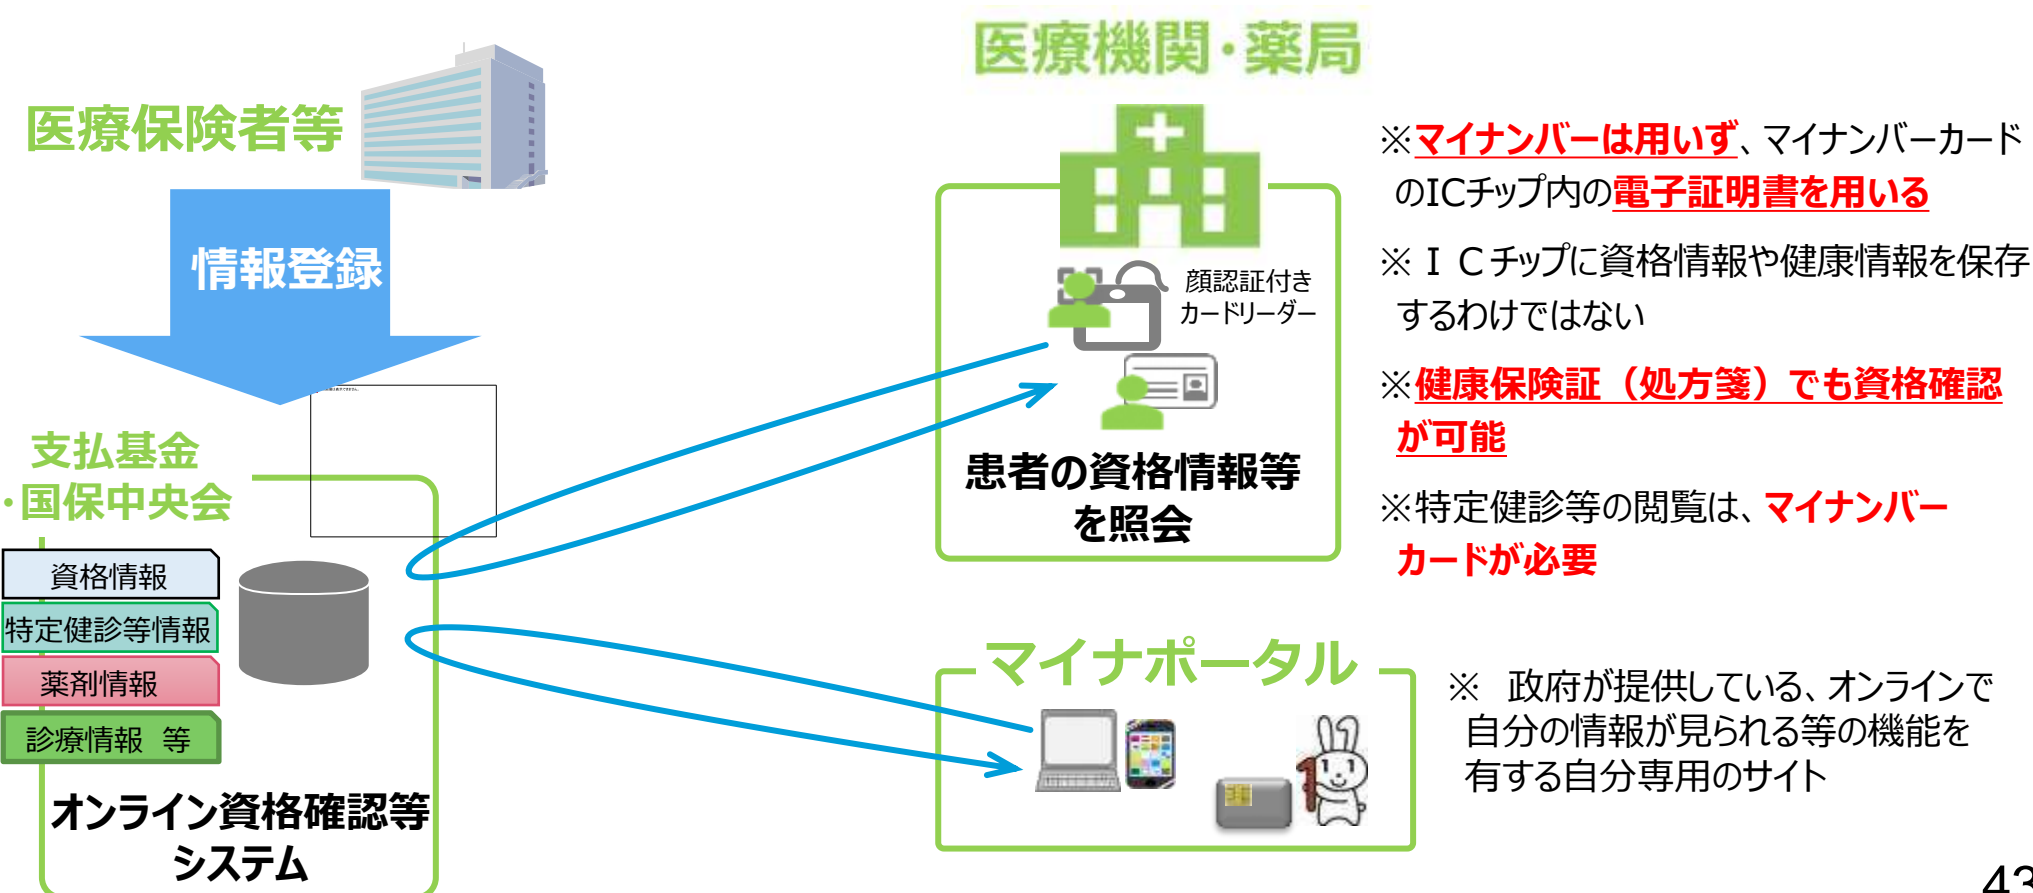 医療機関・薬局
医療保険者等
情報登録
支払基金
・国保中央会
資格情報
特定健診等情報
薬剤情報
診療情報 等
オンライン資格確認等
システム
顔認証付き
カードリーダー
患者の資格情報等
を照会
※マイナンバーは用いず、マイナンバーカード
のICチップ内の電子証明書を用いる
※ＩＣチップに資格情報や健康情報を保存
するわけではない
※健康保険証（処方箋）でも資格確認
が可能
※特定健診等の閲覧は、マイナンバー
カードが必要
マイナポータル
※ 政府が提供している、オンラインで
自分の情報が見られる等の機能を
有する自分専用のサイト
43